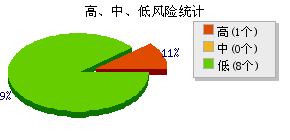 高、中、低风险统计
高(1个)
中(0个)
低(8个)
11%
9%